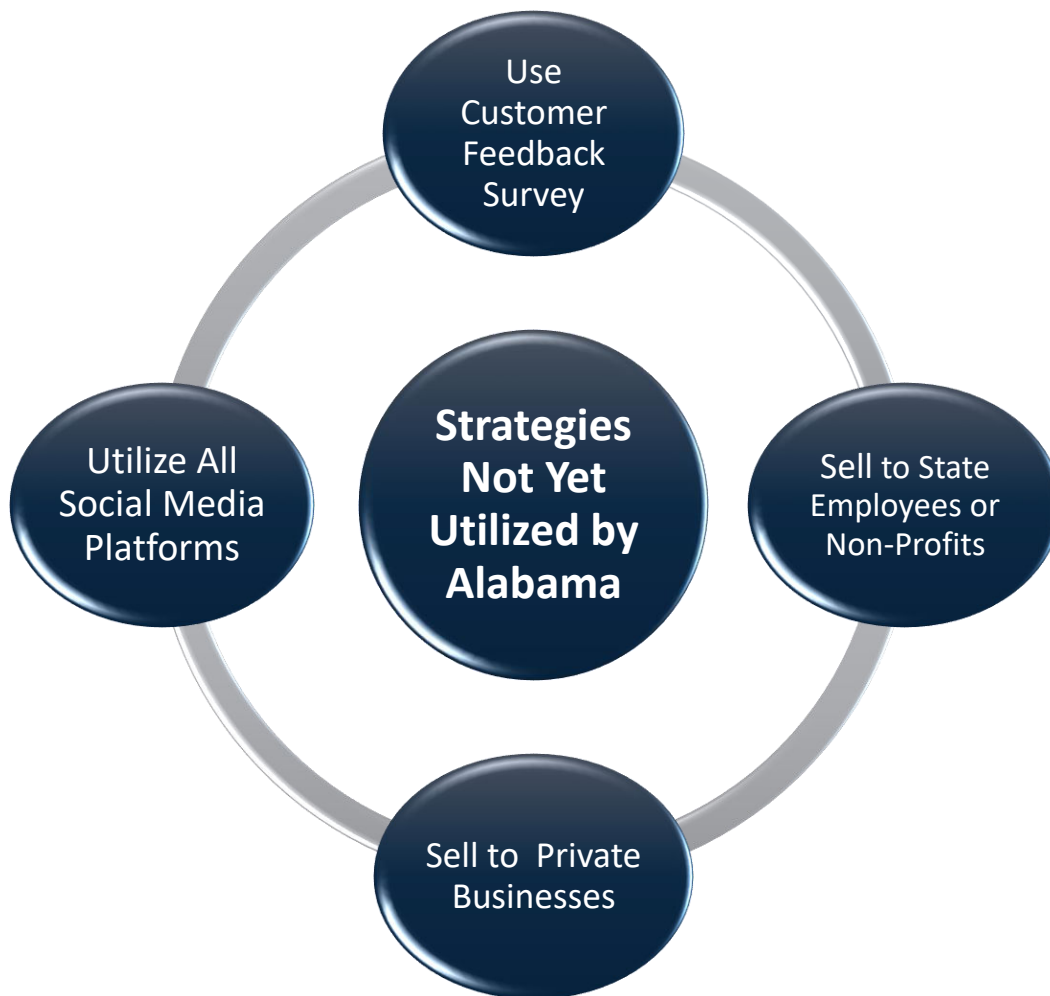 Use
Customer
Feedback
Survey
Strategies
Not Yet
Utilized by
Alabama
Utilize All
Social Media
Platforms
Sell to State
Employees or
Non-Profits
Sell to  Private
Businesses